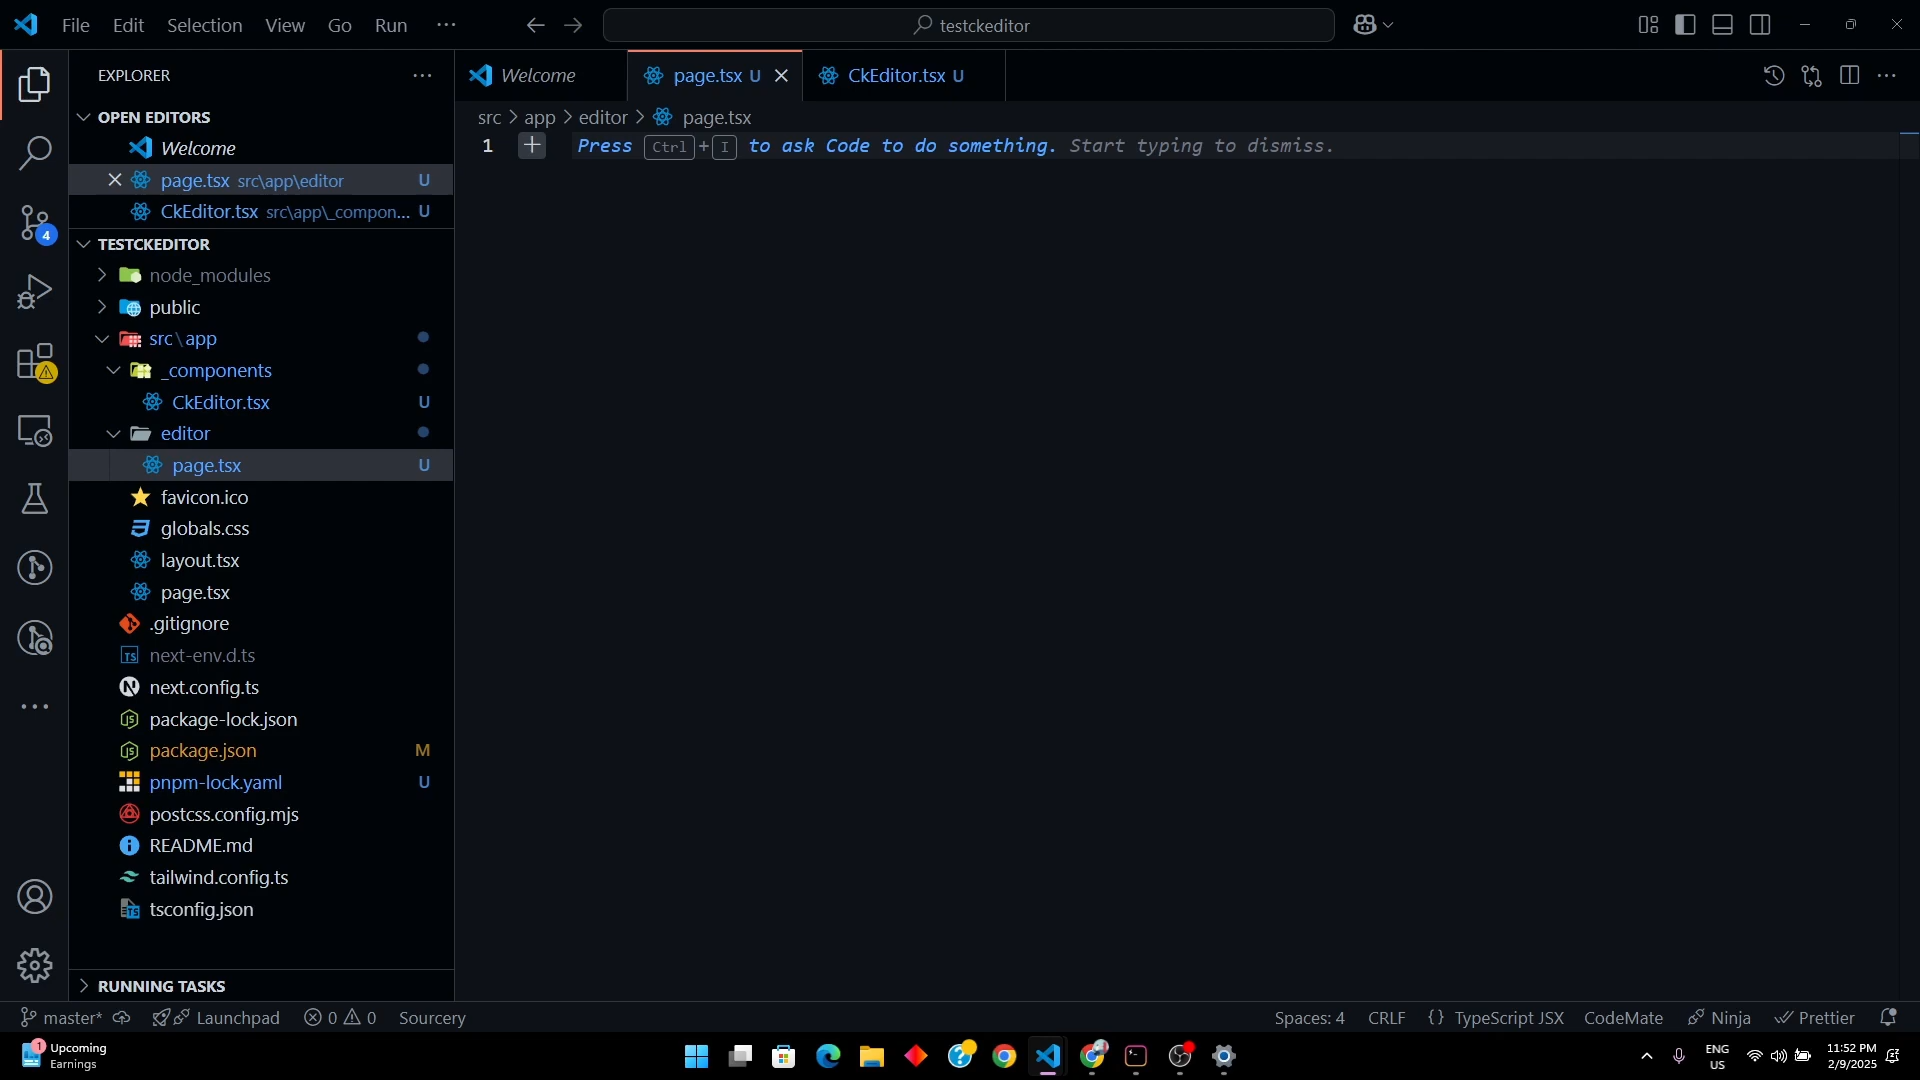 File Edit Selection View Go Run ···
testckeditor
EXPLORER
OPEN EDITORS
Welcome
page.tsx src\app\editor U
CkEditor.tsx src\app\_compon... U
TESTCKEDITOR
node_modules
public
src\app
_components
CkEditor.tsx U
editor
page.tsx U
favicon.ico
globals.css
layout.tsx
page.tsx
.gitignore
next-env.d.ts
next.config.ts
package-lock.json
package.json M
pnpm-lock.yaml U
postcss.config.mjs
README.md
tailwind.config.ts
tsconfig.json
RUNNING TASKS
4
Welcome
page.tsx U
CkEditor.tsx U
src > app > editor > page.tsx
1 Press Ctrl+I to ask Code to do something. Start typing to dismiss.
master* Launchpad 0 0 Sourcery
Spaces: 4 CRLF {} TypeScript JSX CodeMate Ninja Prettier
1
Upcoming
Earnings
ENG
US
11:52 PM
2/9/2025